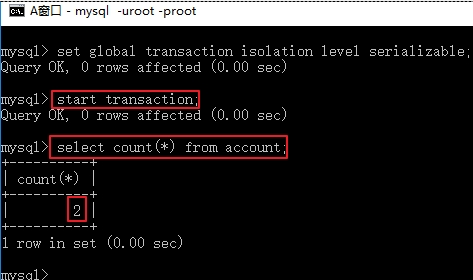 A窗口 - mysql -uroot -proot
mysql> set global transaction isolation level serializable;
Query OK, 0 rows affected (0.00 sec)
mysql> start transaction;
Query OK, 0 rows affected (0.00 sec)
mysql> select count(*) from account;
+----------+
| count(*) |
+----------+
| 2 |
+----------+
1 row in set (0.00 sec)
mysql>